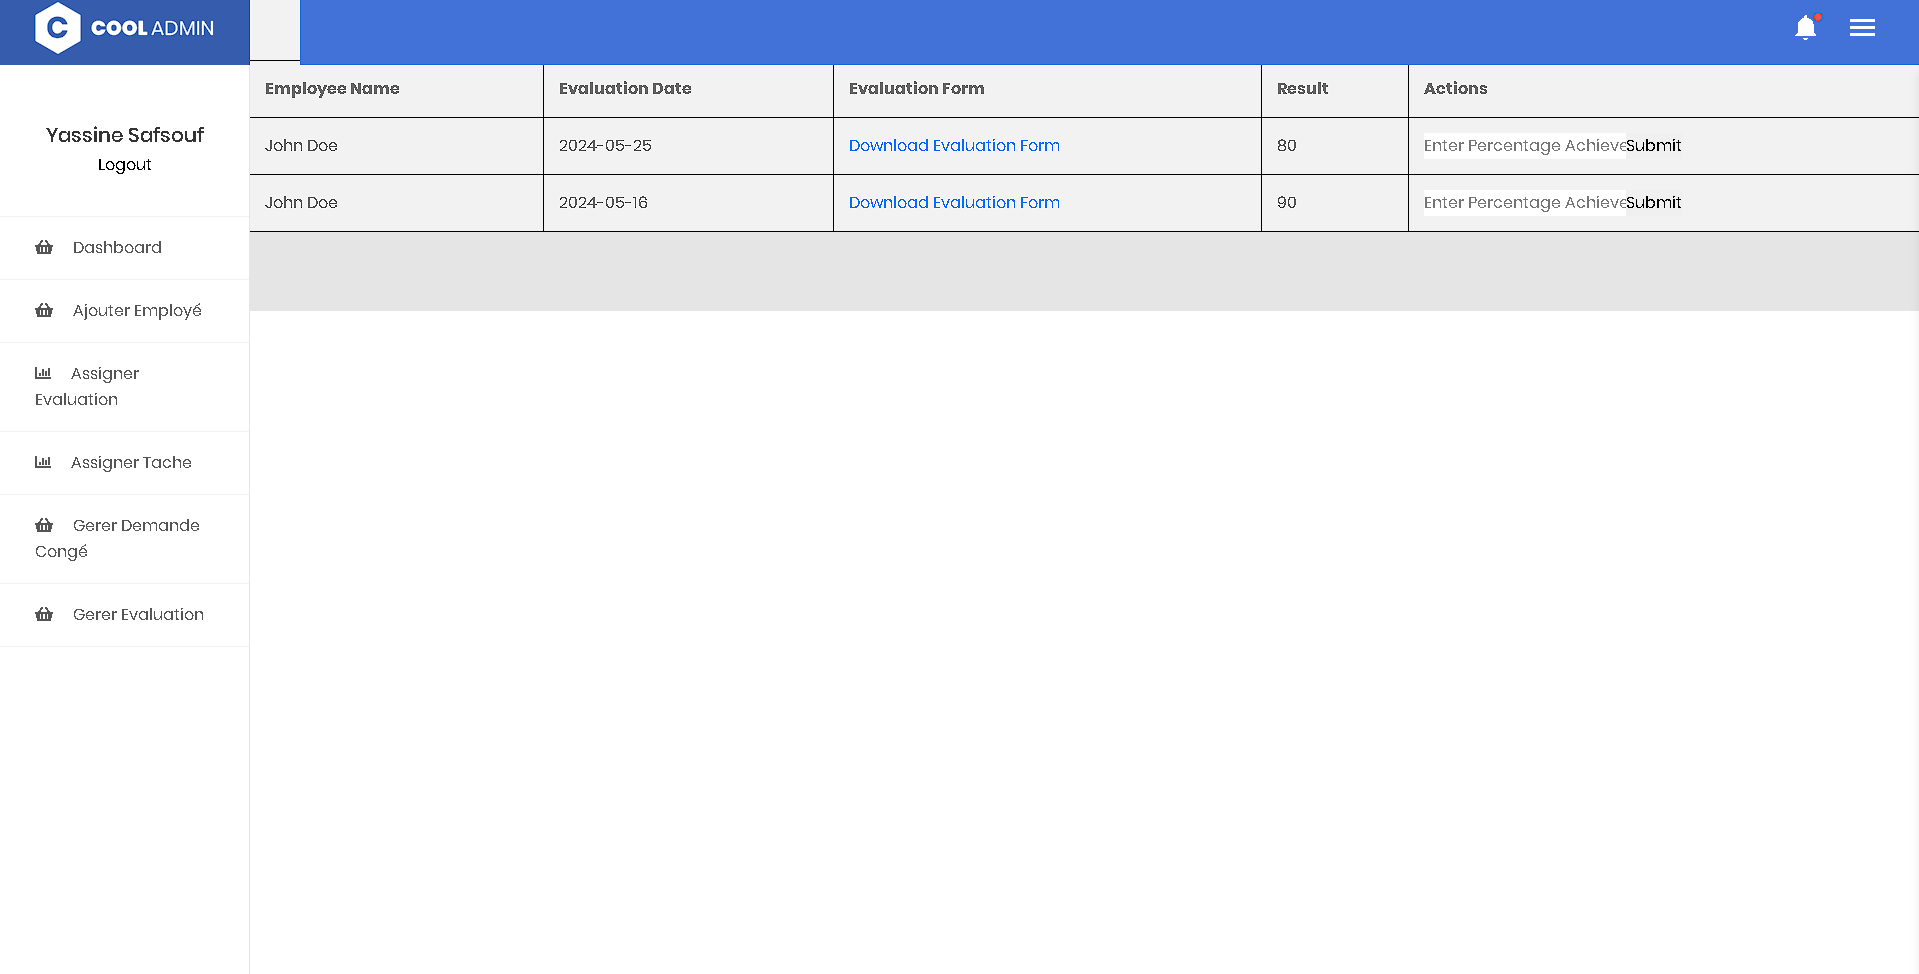 C COOL ADMIN
Yassine Safsouf
Logout
Dashboard
Ajouter Employé
Assigner
Evaluation
Assigner Tache
Gerer Demande
Congé
Gerer Evaluation
Employee Name Evaluation Date Evaluation Form Result Actions
John Doe 2024-05-25 Download Evaluation Form 80 Enter Percentage Achieve Submit
John Doe 2024-05-16 Download Evaluation Form 90 Enter Percentage Achieve Submit